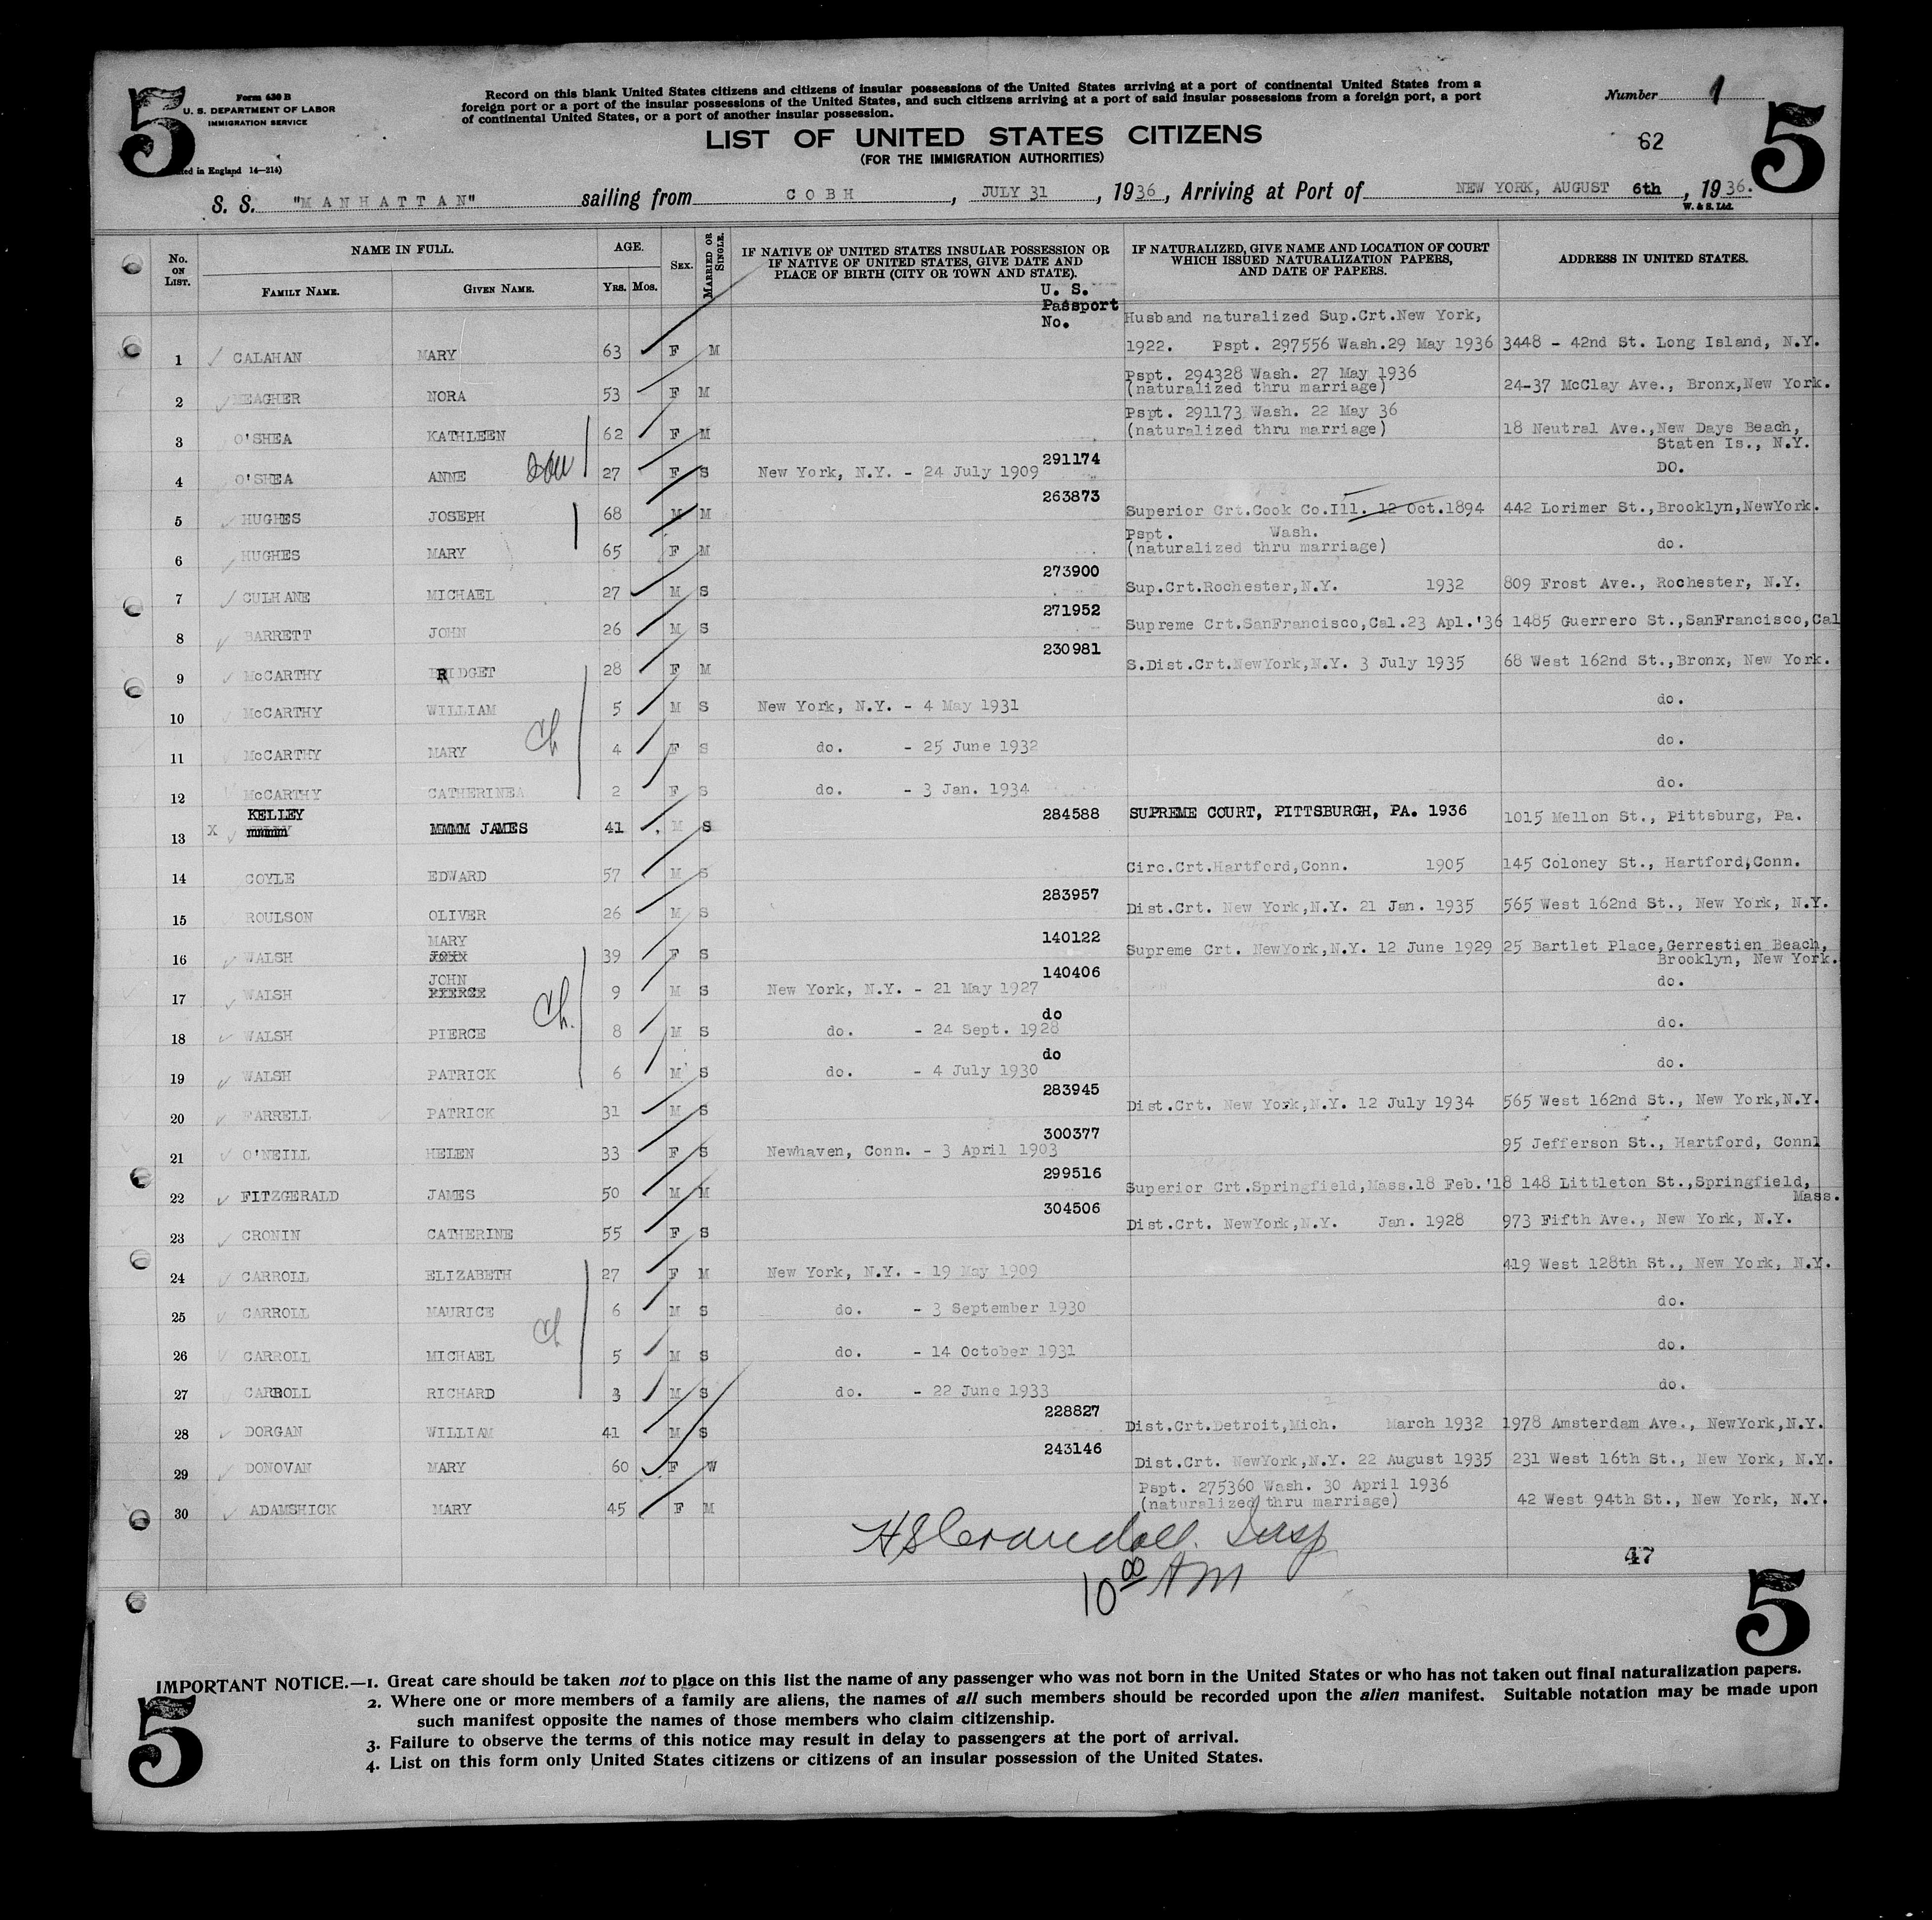 5
Form 630 B
U. S. DEPARTMENT OF LABOR
IMMIGRATION SERVICE
ted in England 14—214)
Record on this blank United States citizens and citizens of insular possessions of the United States arriving at a port of continental United States from a
foreign port or a port of the insular possessions of the United States, and such citizens arriving at a port of said insular possessions from a foreign port, a port
of continental United States, or a port of another insular possession.
LIST OF UNITED STATES CITIZENS
(FOR THE IMMIGRATION AUTHORITIES)
Number 1
62
5
S. S. "MANHATTAN" sailing from COBH, JULY 31, 1936, Arriving at Port of NEW YORK, AUGUST 6th, 1936.
W. & S. Ltd.
No. ON LIST. NAME IN FULL. FAMILY NAME. GIVEN NAME. AGE. YRS. MOS. SEX. MARRIED OR SINGLE. IF NATIVE OF UNITED STATES INSULAR POSSESSION OR IF NATIVE OF UNITED STATES, GIVE DATE AND PLACE OF BIRTH (CITY OR TOWN AND STATE). IF NATURALIZED, GIVE NAME AND LOCATION OF COURT WHICH ISSUED NATURALIZATION PAPERS, AND DATE OF PAPERS. ADDRESS IN UNITED STATES.
U. S.
Passport
No.
Husband naturalized Sup.Crt.New York,
1 CALAHAN MARY 63 F M 1922. Pspt. 297556 Wash.29 May 1936 3448 - 42nd St. Long Island, N.Y.
Pspt. 294328 Wash. 27 May 1936
2 MEAGHER NORA 53 F M (naturalized thru marriage) 24-37 McClay Ave., Bronx,New York.
Pspt. 291173 Wash. 22 May 36
3 O'SHEA KATHLEEN 62 F M (naturalized thru marriage) 18 Neutral Ave.,New Days Beach,
Staten Is., N.Y.
291174
4 O'SHEA ANNE 27 F S New York, N.Y. - 24 July 1909 DO.
263873
5 HUGHES JOSEPH 68 M M Superior Crt.Cook Co.Ill. 12 Oct.1894 442 Lorimer St.,Brooklyn,NewYork.
Pspt. Wash.
6 HUGHES MARY 65 F M (naturalized thru marriage) do.
273900
7 CULHANE MICHAEL 27 M S Sup.Crt.Rochester,N.Y. 1932 809 Frost Ave., Rochester, N.Y.
271952
8 BARRETT JOHN 26 M S Supreme Crt.SanFrancisco,Cal.23 Apl.'36 1485 Guerrero St.,SanFrancisco,Cal
230981
9 McCARTHY BRIDGET 28 F M S.Dist.Crt.NewYork,N.Y. 3 July 1935 68 West 162nd St.,Bronx, New York.
10 McCARTHY WILLIAM 5 M S New York, N.Y. - 4 May 1931 do.
Ch
11 McCARTHY MARY 4 F S do. - 25 June 1932 do.
12 McCARTHY CATHERINEA 2 F S do. - 3 Jan. 1934 do.
KELLEY 284588
X 13 MMMM JAMES 41 M S SUPREME COURT, PITTSBURGH, PA. 1936 1015 Mellon St., Pittsburg, Pa.
14 COYLE EDWARD 57 M S Circ.Crt.Hartford,Conn. 1905 145 Coloney St., Hartford,Conn.
283957
15 ROULSON OLIVER 26 M S Dist.Crt. New York,N.Y. 21 Jan. 1935 565 West 162nd St., New York, N.Y.
MARY 140122
16 WALSH JOHN 39 F S Supreme Crt. NewYork,N.Y. 12 June 1929 25 Bartlet Place,Gerrestien Beach,
Brooklyn, New York.
JOHN 140406
17 WALSH PIERCE 9 M S New York, N.Y. - 21 May 1927 do.
Ch.
do
18 WALSH PIERCE 8 M S do. - 24 Sept. 1928 do.
do
19 WALSH PATRICK 6 M S do. - 4 July 1930 do.
283945
20 FARRELL PATRICK 31 M S Dist.Crt. New York,N.Y. 12 July 1934 565 West 162nd St., New York,N.Y.
300377
21 O'NEILL HELEN 33 F S Newhaven, Conn. - 3 April 1903 95 Jefferson St., Hartford, Connl
299516
22 FITZGERALD JAMES 50 M M Superior Crt.Springfield,Mass.18 Feb.'18 148 Littleton St.,Springfield,
Mass.
304506
23 CRONIN CATHERINE 55 F S Dist.Crt. NewYork,N.Y. Jan. 1928 973 Fifth Ave., New York, N.Y.
24 CARROLL ELIZABETH 27 F M New York, N.Y. - 19 May 1909 419 West 128th St., New York, N.Y.
25 CARROLL MAURICE 6 M S do. - 3 September 1930 do.
Ch
26 CARROLL MICHAEL 5 M S do. - 14 October 1931 do.
27 CARROLL RICHARD 3 M S do. - 22 June 1933 do.
228827
28 DORGAN WILLIAM 41 M S Dist.Crt.Detroit,Mich. March 1932 1978 Amsterdam Ave., NewYork,N.Y.
243146
29 DONOVAN MARY 60 F W Dist.Crt. NewYork,N.Y. 22 August 1935 231 West 16th St., New York, N.Y.
Pspt. 275360 Wash. 30 April 1936
30 ADAMSHICK MARY 45 F M (naturalized thru marriage) 42 West 94th St., New York, N.Y.
HS Crandall. Insp
47
10 00 AM
5
IMPORTANT NOTICE.—1. Great care should be taken not to place on this list the name of any passenger who was not born in the United States or who has not taken out final naturalization papers.
2. Where one or more members of a family are aliens, the names of all such members should be recorded upon the alien manifest. Suitable notation may be made upon
such manifest opposite the names of those members who claim citizenship.
3. Failure to observe the terms of this notice may result in delay to passengers at the port of arrival.
4. List on this form only United States citizens or citizens of an insular possession of the United States.
5